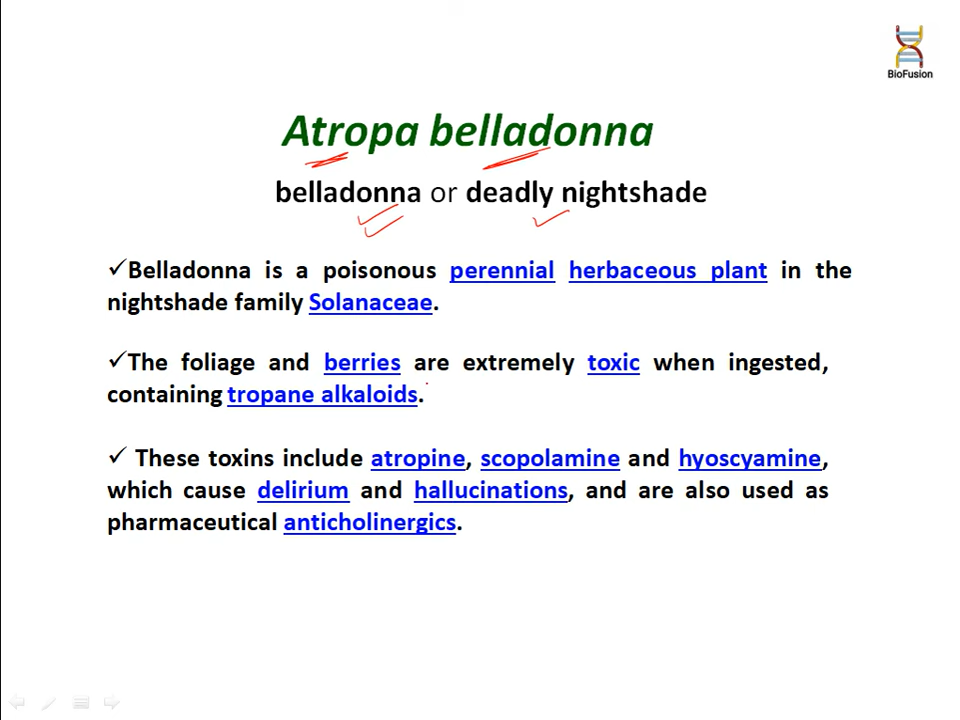 BioFusion
Atropa belladonna
belladonna or deadly nightshade
✓Belladonna is a poisonous perennial herbaceous plant in the
nightshade family Solanaceae.
✓The foliage and berries are extremely toxic when ingested,
containing tropane alkaloids.
✓ These toxins include atropine, scopolamine and hyoscyamine,
which cause delirium and hallucinations, and are also used as
pharmaceutical anticholinergics.